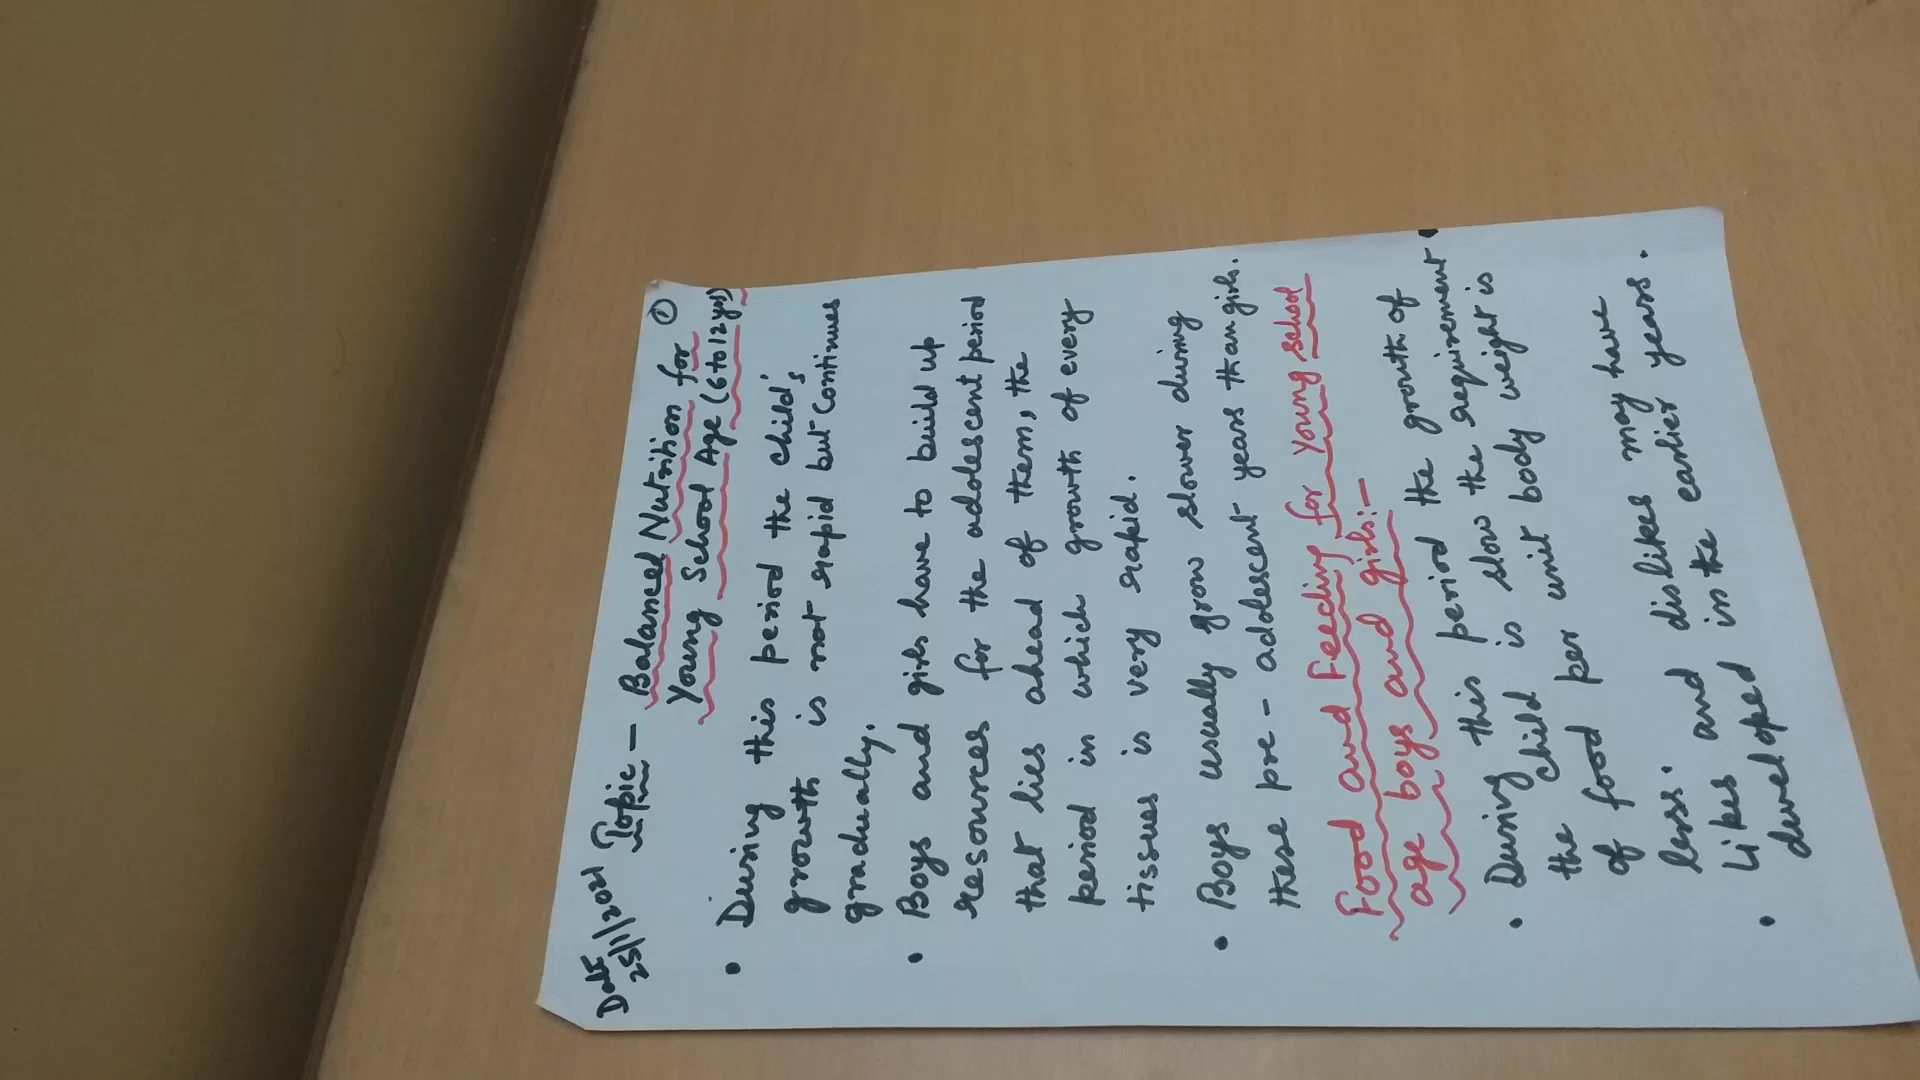 Date
25/1/2021 Topic - Balanced Nutrition for ①
Young School Age (6 to 12 yrs)
• During this period the child's
growth is not rapid but continues
gradually.
• Boys and girls have to build up
resources for the adolescent period
that lies ahead of them, the
period in which growth of every
tissues is very rapid.
• Boys usually grow slower during
these pre-adolescent years than girls.
Food and Feeding for young school
age boys and girls:-
• During this period the growth of
child is slow the requirement
the per unit body weight is
of food
less.
• Likes and dislikes may have
developed in the earlier years.